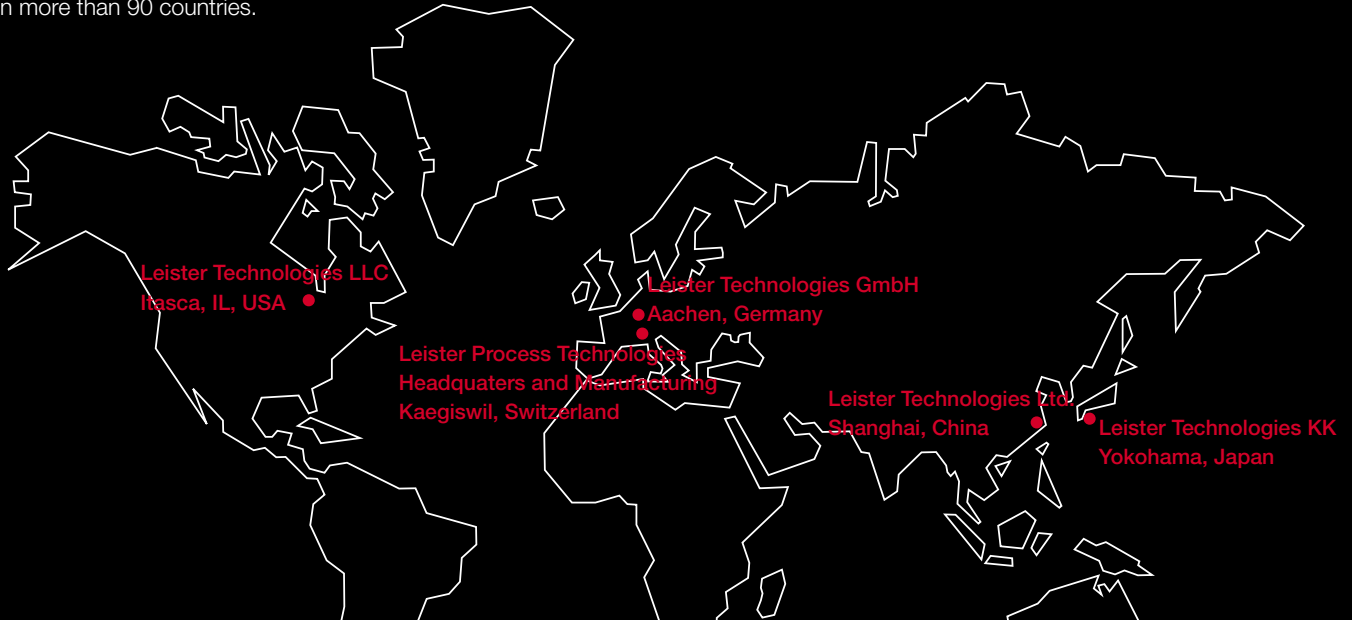 n more than 90 countries.
Leister Technologies LLC
Itasca, IL, USA
Leister Technologies GmbH
Aachen, Germany
Leister Process Technologies
Headquaters and Manufacturing
Kaegiswil, Switzerland
Leister Technologies Ltd.
Shanghai, China
Leister Technologies KK
Yokohama, Japan